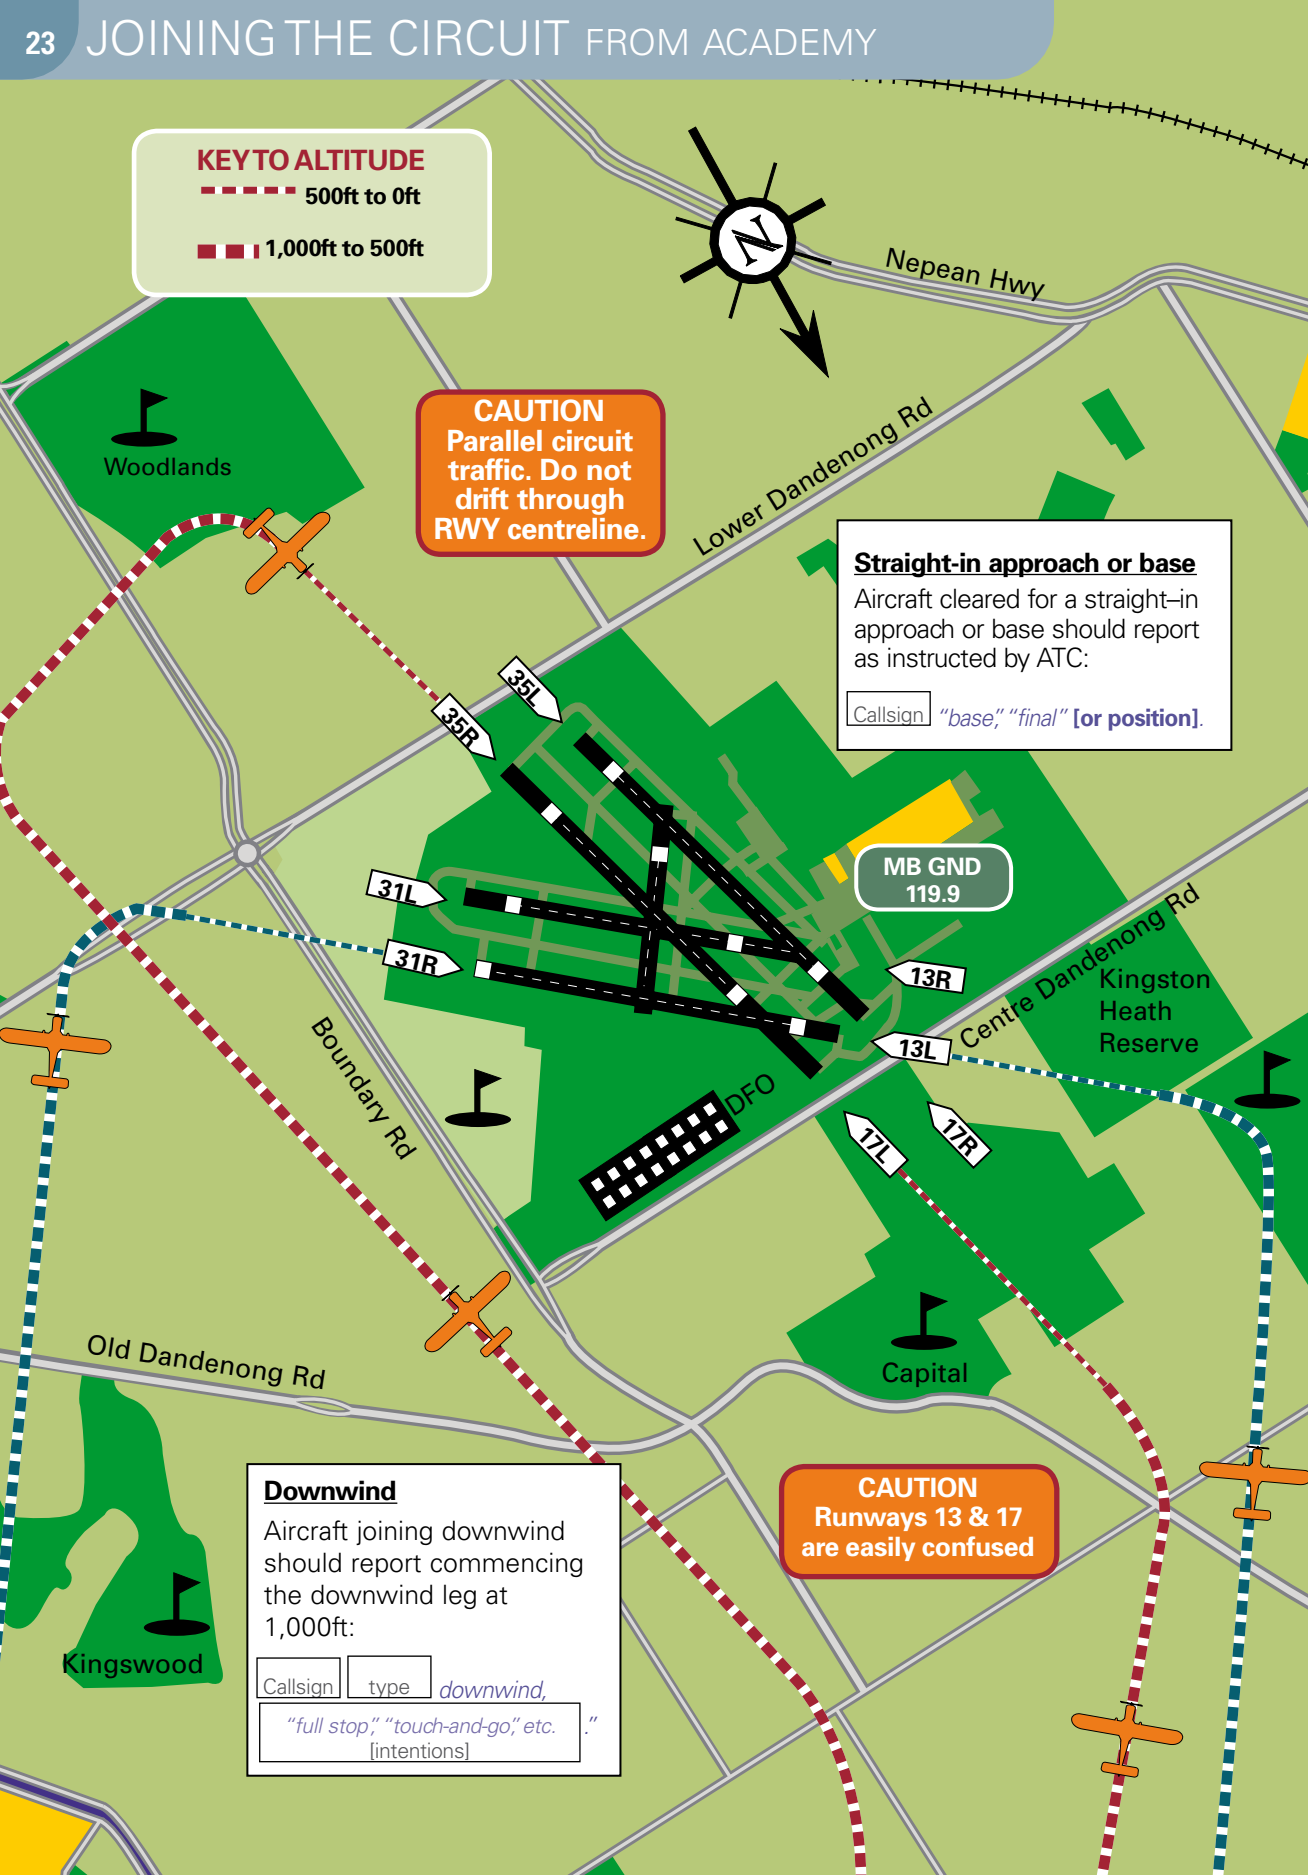 23
JOINING THE CIRCUIT FROM ACADEMY
KEY TO ALTITUDE
500ft to 0ft
1,000ft to 500ft
N
Nepean Hwy
CAUTION
Parallel circuit
traffic. Do not
drift through
RWY centreline.
Woodlands
Lower Dandenong Rd
Straight-in approach or base
Aircraft cleared for a straight–in
approach or base should report
as instructed by ATC:
Callsign “base,” “final” [or position].
35L
35R
MB GND
119.9
31L
31R
13R
13L
Centre Dandenong Rd
Kingston
Heath
Reserve
Boundary Rd
DFO
17L
17R
Old Dandenong Rd
Capital
Downwind
Aircraft joining downwind
should report commencing
the downwind leg at
1,000ft:
Callsign type downwind,
“full stop,” “touch-and-go,” etc. .”
[intentions]
CAUTION
Runways 13 & 17
are easily confused
Kingswood